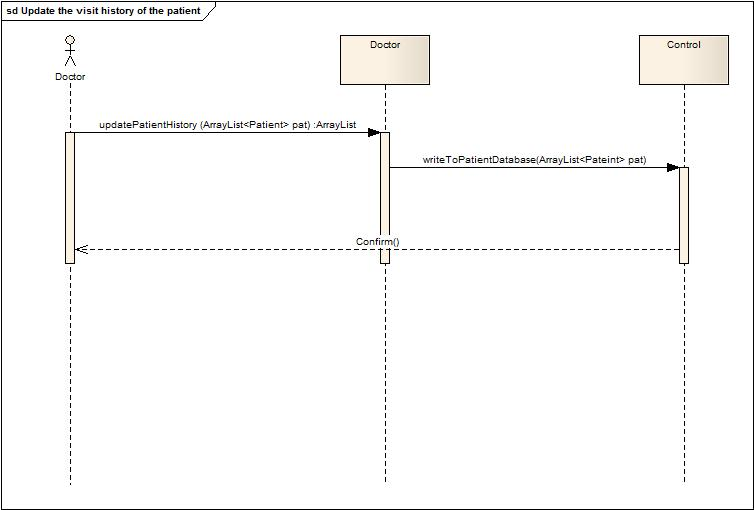 sd Update the visit history of the patient
Doctor
Doctor
Control
updatePatientHistory (ArrayList<Patient> pat) :ArrayList
writeToPatientDatabase(ArrayList<Pateint> pat)
Confirm()